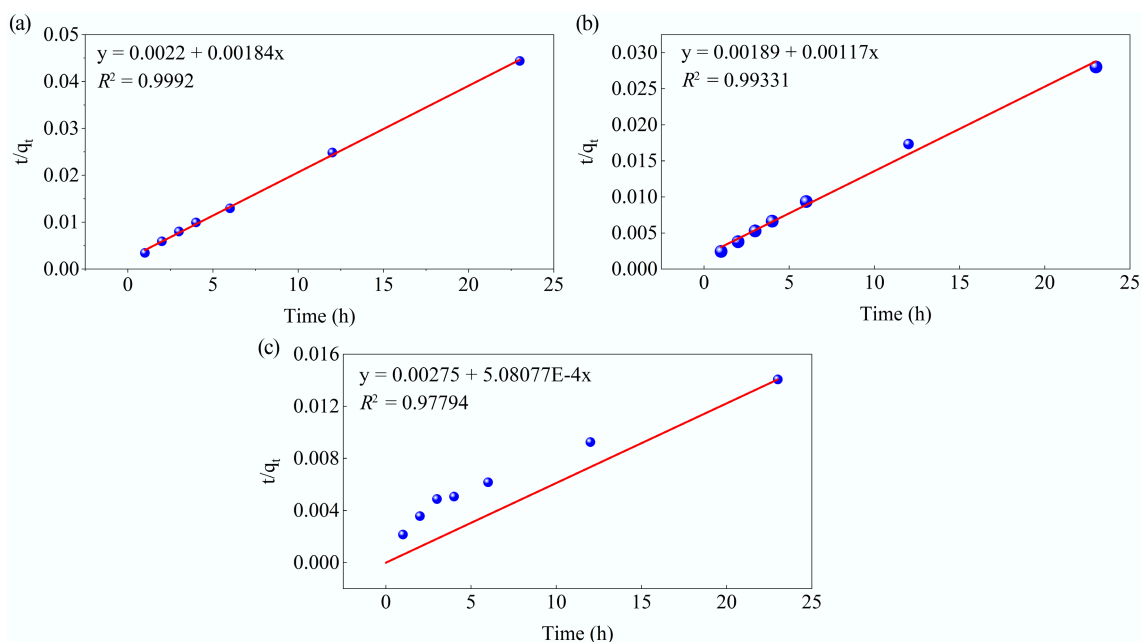 (a)
y = 0.0022 + 0.00184x
R² = 0.9992
0.05
0.04
0.03
0.02
0.01
0.00
t/qₜ
0
5
10
15
20
25
Time (h)
(b)
y = 0.00189 + 0.00117x
R² = 0.99331
0.030
0.025
0.020
0.015
0.010
0.005
0.000
t/qₜ
0
5
10
15
20
25
Time (h)
(c)
y = 0.00275 + 5.08077E-4x
R² = 0.97794
0.016
0.012
0.008
0.004
0.000
t/qₜ
0
5
10
15
20
25
Time (h)